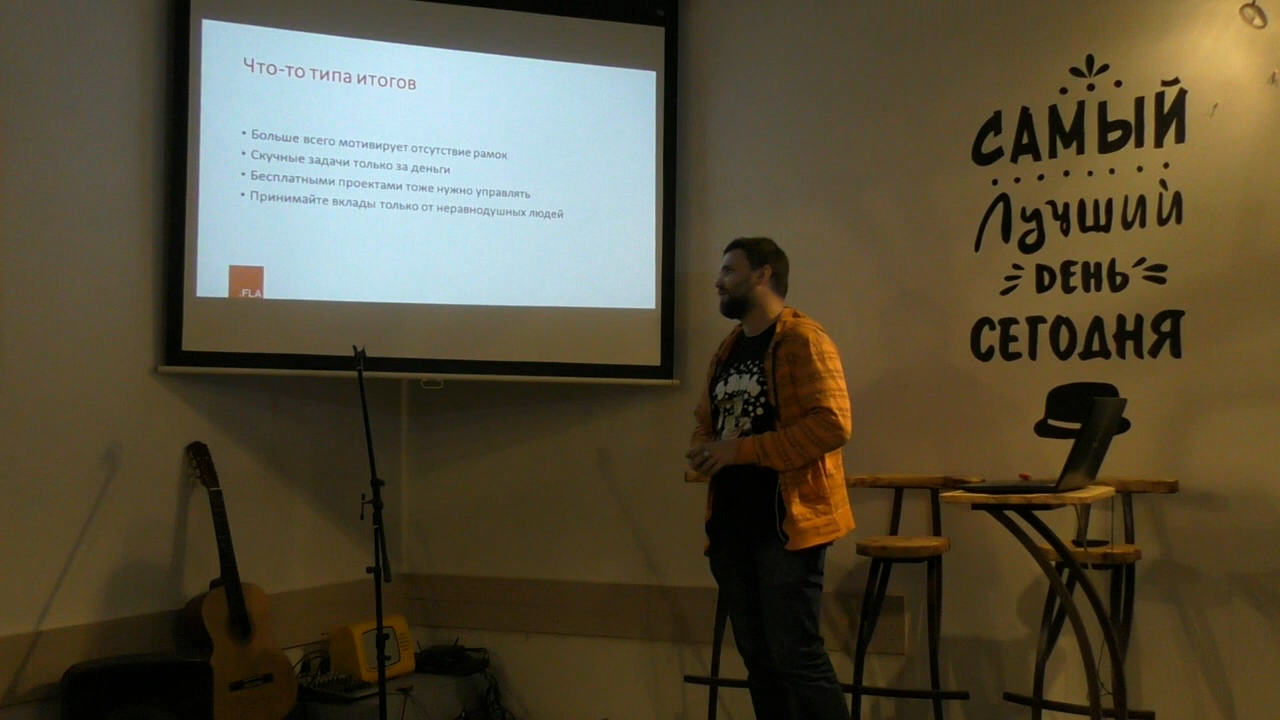 Что-то типа итогов
• Больше всего мотивирует отсутствие рамок
• Скучные задачи только за деньги
• Бесплатными проектами тоже нужно управлять
• Принимайте вклады только от неравнодушных людей
.FLA
САМЫЙ
Лучший
DЕНЬ
СЕГОДНЯ